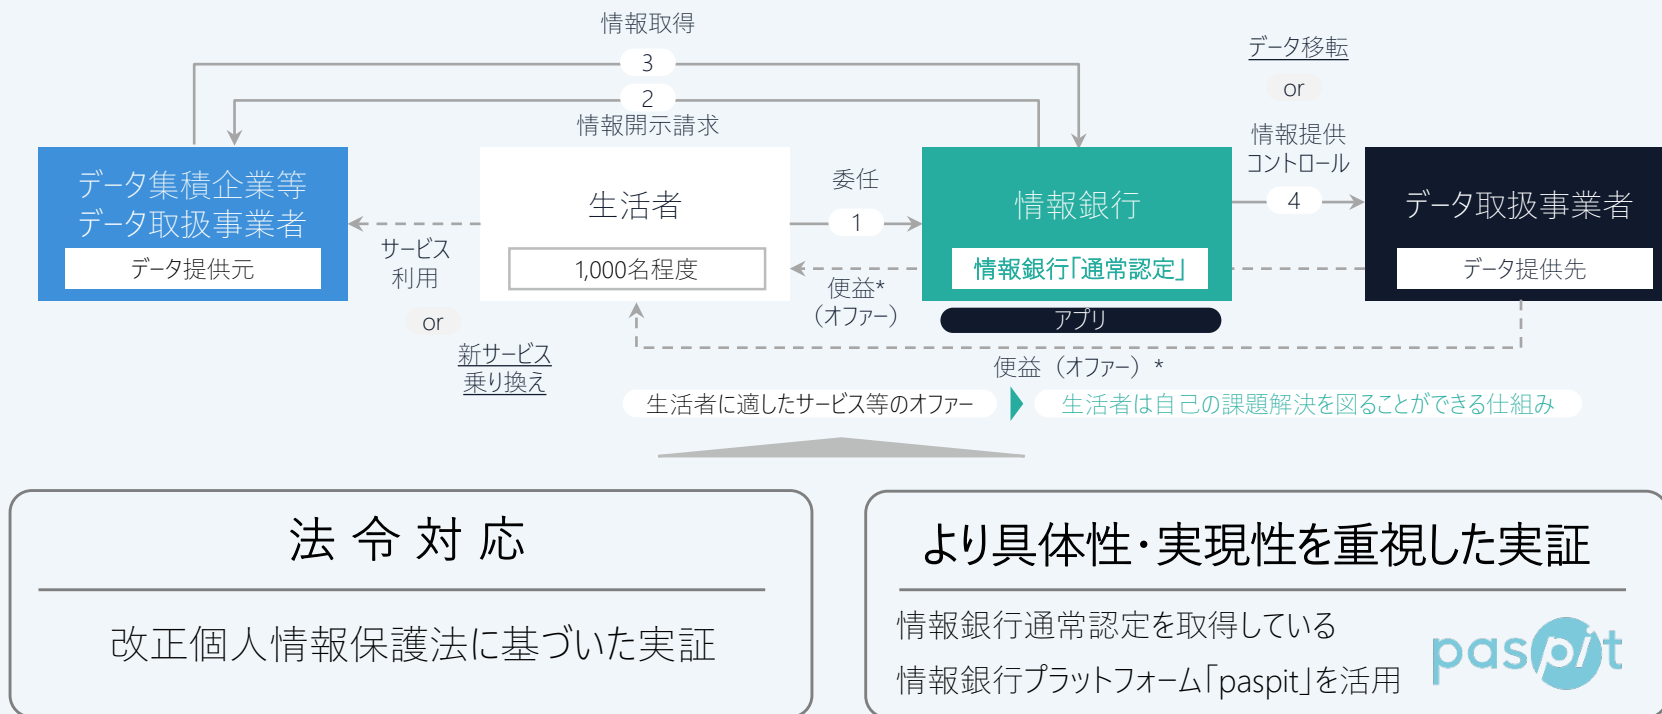 情報取得
3
2
情報開示請求
データ移転
or
情報提供
コントロール
4
データ集積企業等
データ取扱事業者
データ提供元
サービス
利用
or
新サービス
乗り換え
生活者
1,000名程度
委任
1
便益*
（オファー）
情報銀行
情報銀行「通常認定」
アプリ
データ取扱事業者
データ提供先
便益（オファー）*
生活者に適したサービス等のオファー
生活者は自己の課題解決を図ることができる仕組み
法令対応
改正個人情報保護法に基づいた実証
より具体性・実現性を重視した実証
情報銀行通常認定を取得している
情報銀行プラットフォーム「paspit」を活用
paspit